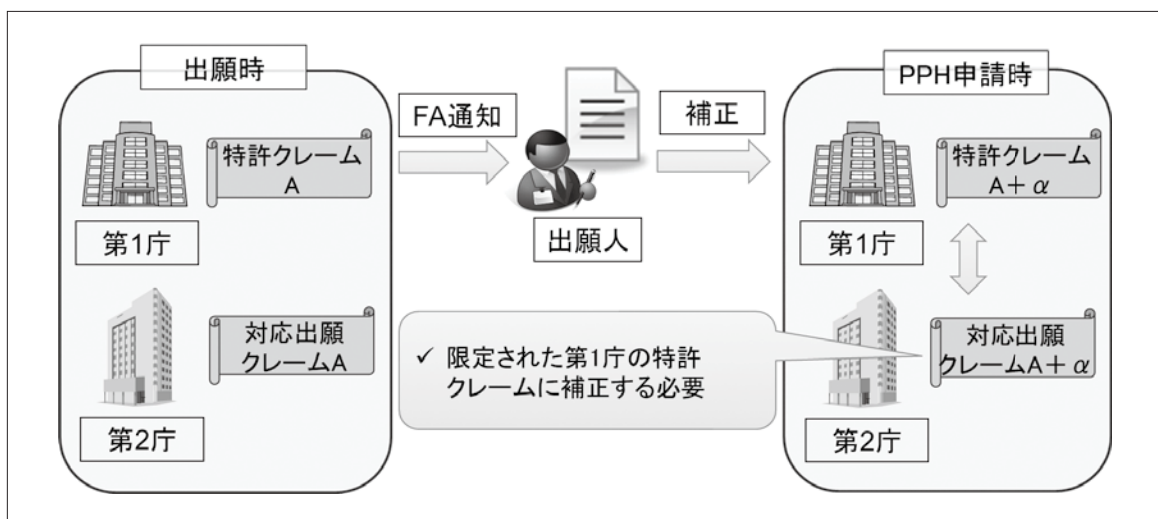 出願時
特許クレーム
A
第1庁
対応出願
クレームA
第2庁
FA通知
出願人
補正
✓ 限定された第1庁の特許
クレームに補正する必要
PPH申請時
特許クレーム
A+α
第1庁
対応出願
クレームA+α
第2庁